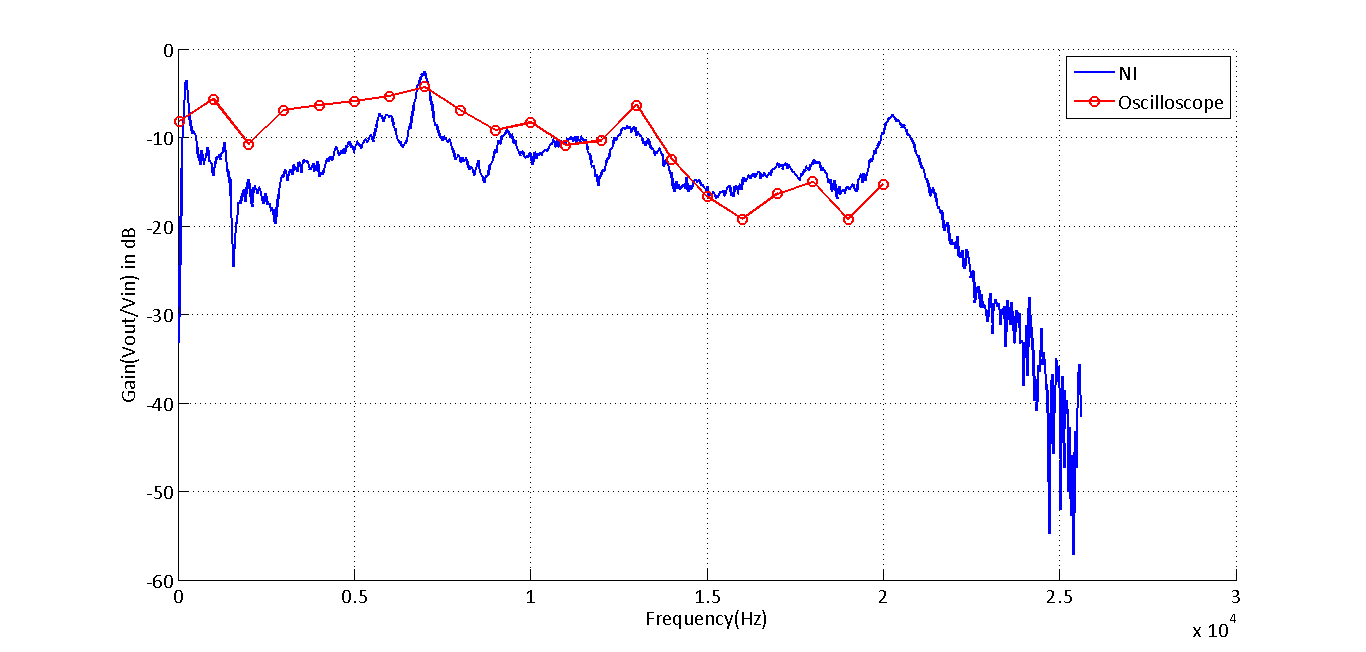 0
-10
-20
-30
-40
-50
-60
Gain(Vout/Vin) in dB
NI
Oscilloscope
0 0.5 1 1.5 2 2.5 3
Frequency(Hz)
x 10^4